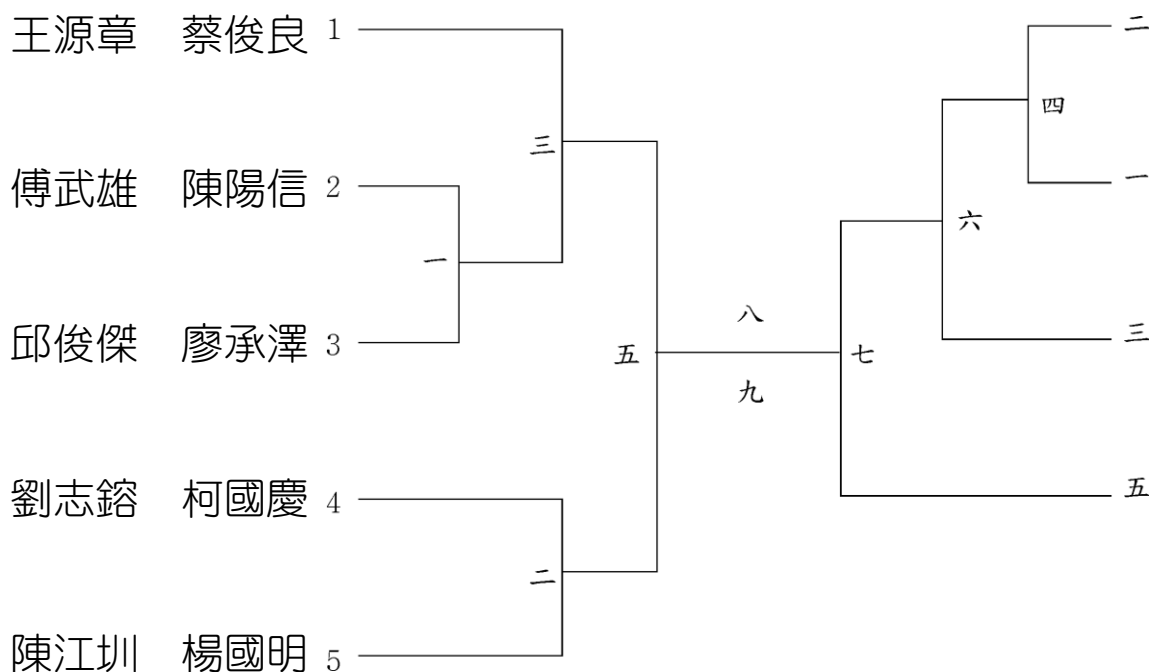 王源章 蔡俊良 1
二
三
四
傅武雄 陳陽信 2
一
一
六
八
邱俊傑 廖承澤 3
五
七
三
九
劉志鎔 柯國慶 4
五
二
陳江圳 楊國明 5